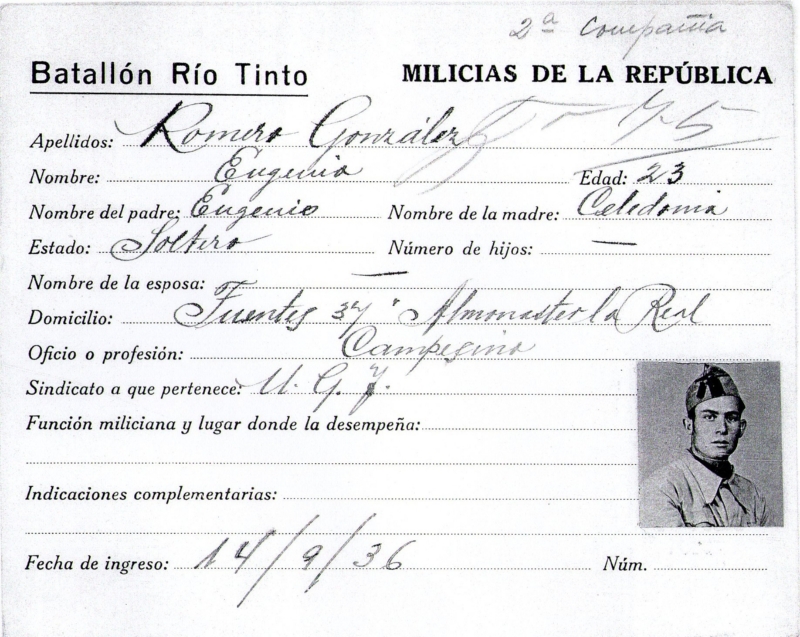 2ª Compañia
Batallón Río Tinto MILICIAS DE LA REPÚBLICA
Apellidos: Romero González
Nombre: Eugenio Edad: 23
Nombre del padre: Eugenio Nombre de la madre: Celedonia
Estado: Soltero Número de hijos: —
Nombre de la esposa: —
Domicilio: Fuentes 37 " Almonaster la Real
Oficio o profesión: Campesino
Sindicato a que pertenece: U. G. T.
Función miliciana y lugar donde la desempeña:
Indicaciones complementarias:
Fecha de ingreso: 14/9/36 Núm.